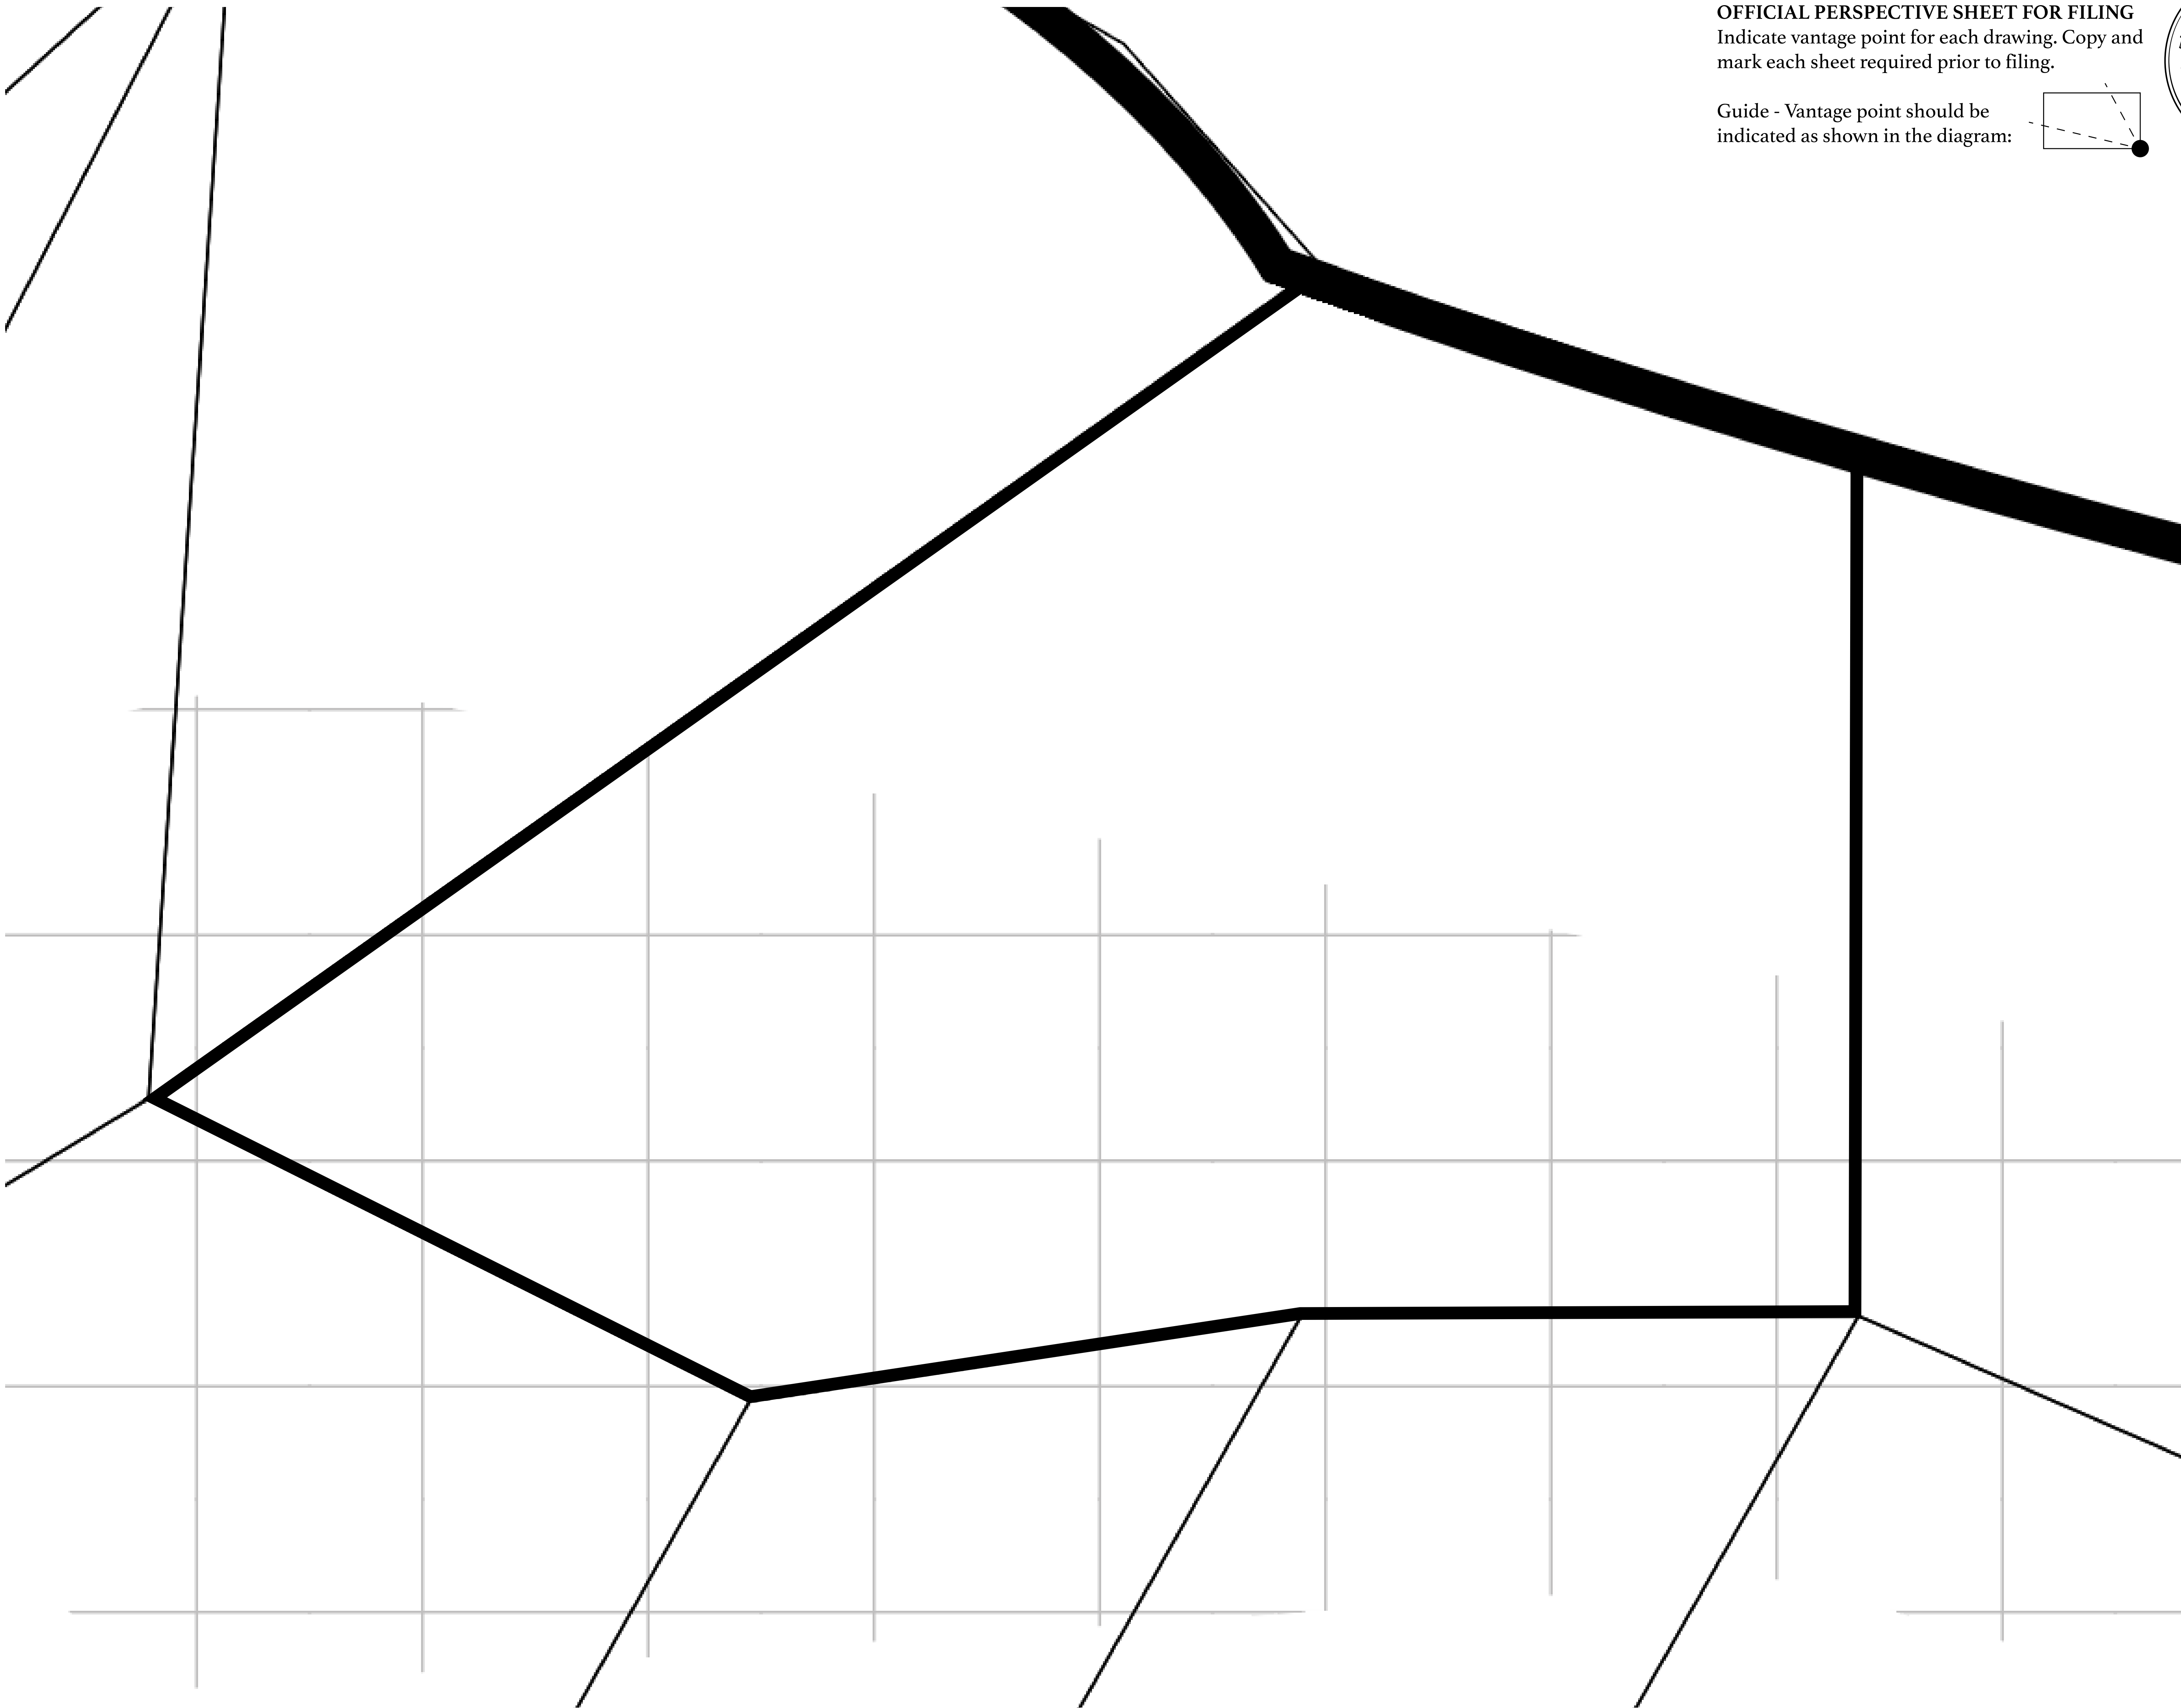 OFFICIAL PERSPECTIVE SHEET FOR FILING
Indicate vantage point for each drawing. Copy and
mark each sheet required prior to filing.
Guide - Vantage point should be
indicated as shown in the diagram: